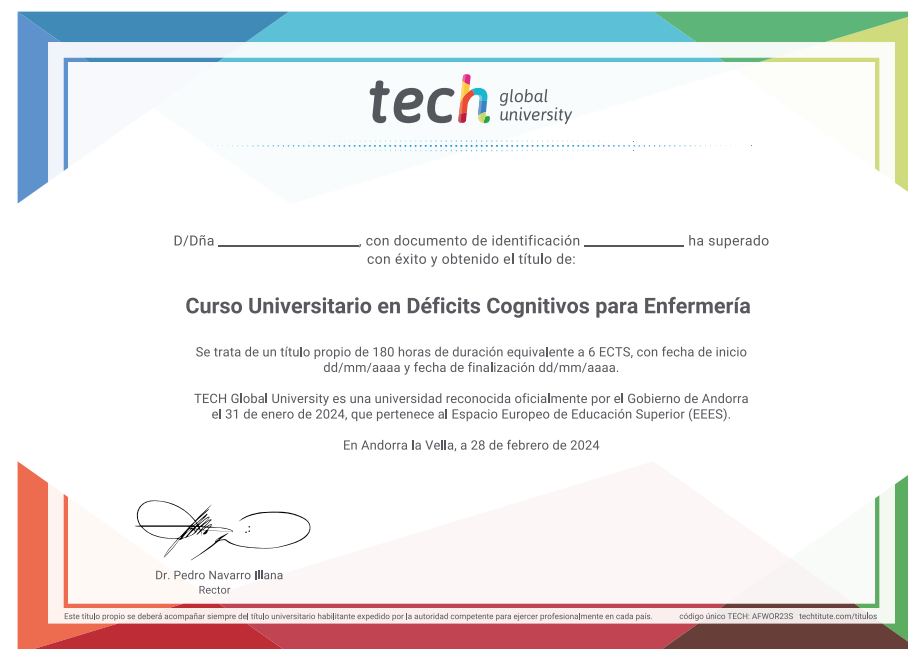 tech global
university
D/Dña ______________, con documento de identificación __________ ha superado
con éxito y obtenido el título de:
Curso Universitario en Déficits Cognitivos para Enfermería
Se trata de un título propio de 180 horas de duración equivalente a 6 ECTS, con fecha de inicio
dd/mm/aaaa y fecha de finalización dd/mm/aaaa.
TECH Global University es una universidad reconocida oficialmente por el Gobierno de Andorra
el 31 de enero de 2024, que pertenece al Espacio Europeo de Educación Superior (EEES).
En Andorra la Vella, a 28 de febrero de 2024
Dr. Pedro Navarro Illana
Rector
Este título propio se deberá acompañar siempre del título universitario habilitante expedido por la autoridad competente para ejercer profesionalmente en cada país. código único TECH: AFWOR23S techtitute.com/titulos